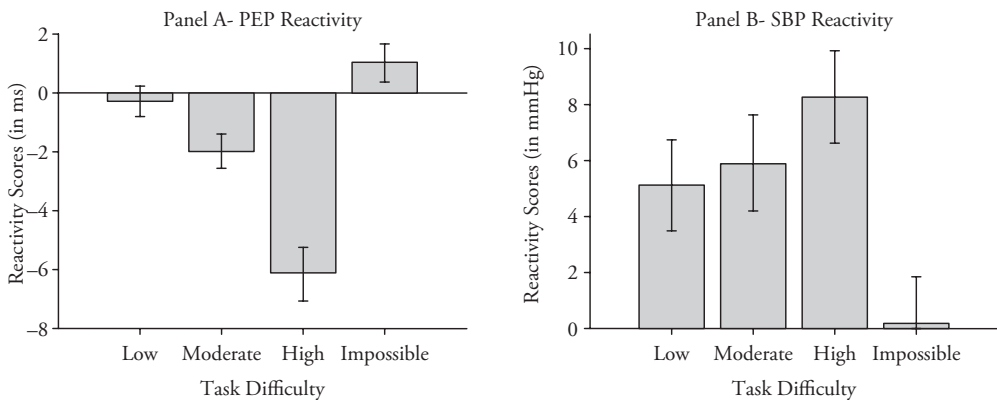 Panel A- PEP Reactivity
2
0
–2
–4
–6
–8
Reactivity Scores (in ms)
Low Moderate High Impossible
Task Difficulty
Panel B- SBP Reactivity
10
8
6
4
2
0
Reactivity Scores (in mmHg)
Low Moderate High Impossible
Task Difficulty